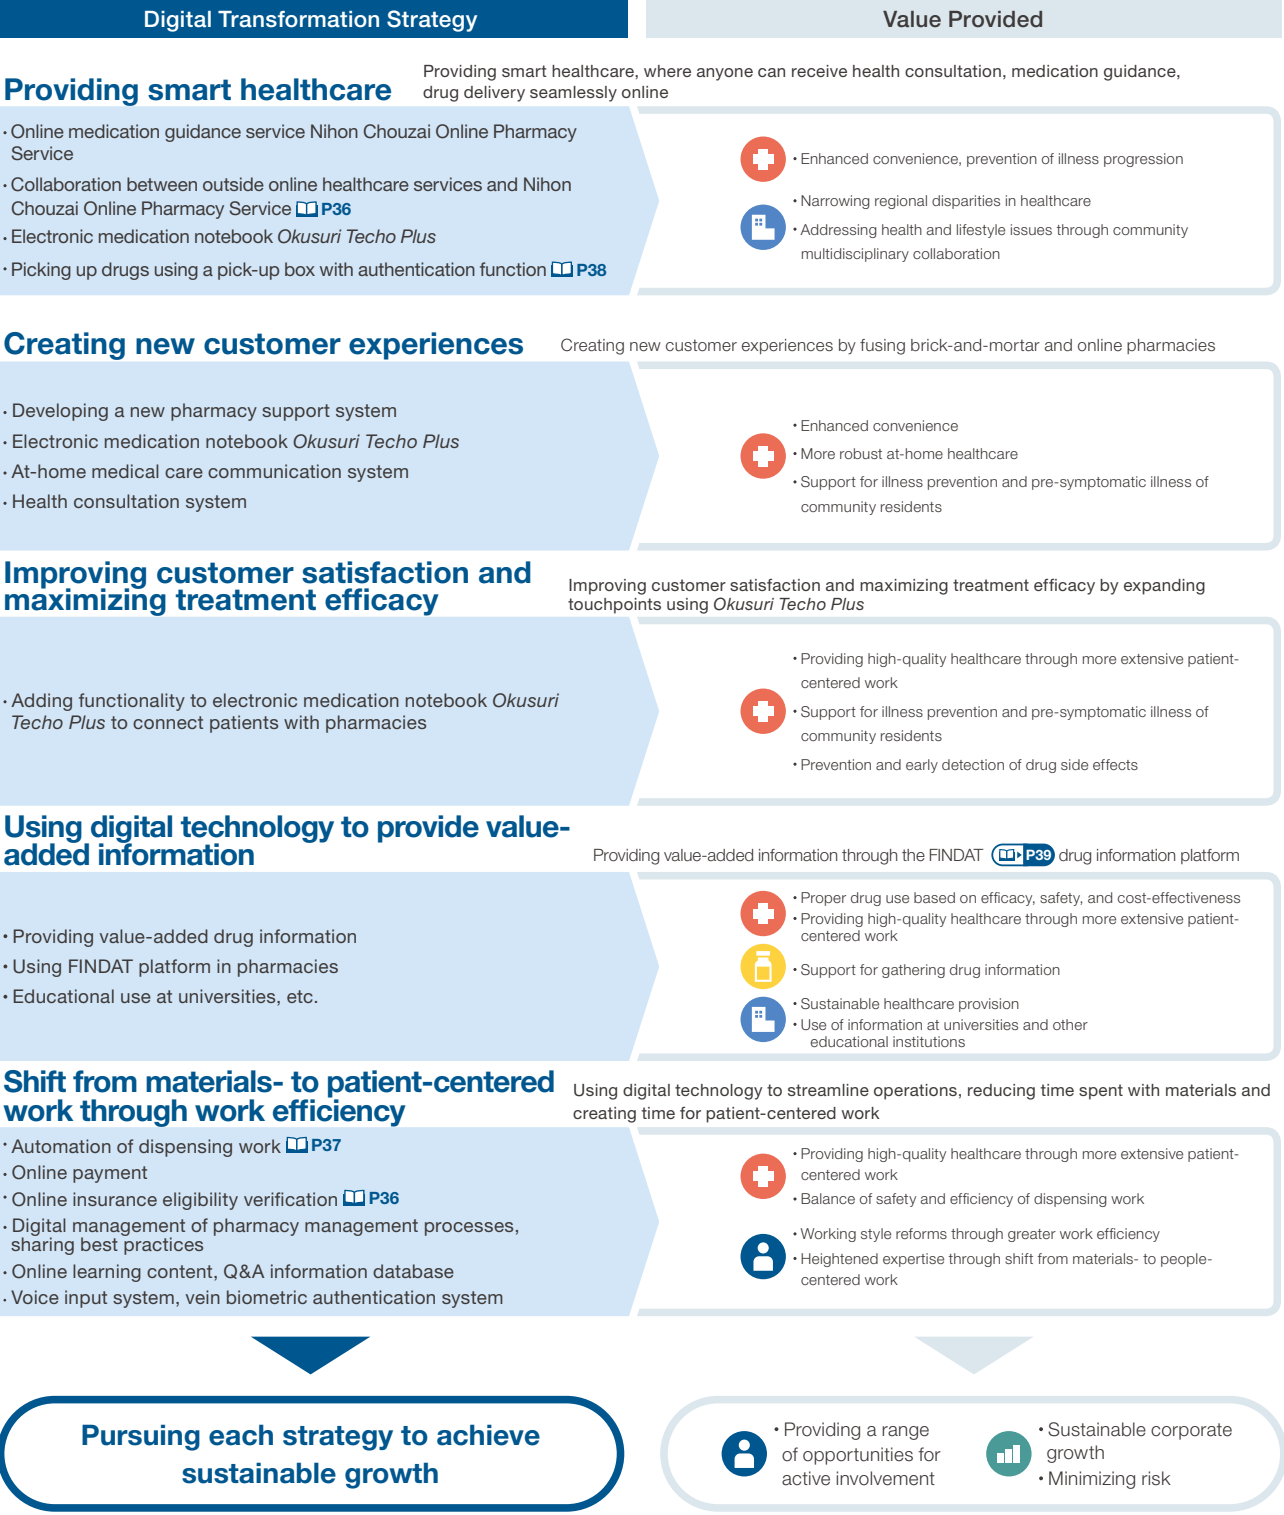 Digital Transformation Strategy
Value Provided
Providing smart healthcare
Providing smart healthcare, where anyone can receive health consultation, medication guidance,
drug delivery seamlessly online
・Online medication guidance service Nihon Chouzai Online Pharmacy
Service
・Collaboration between outside online healthcare services and Nihon
Chouzai Online Pharmacy Service P36
・Electronic medication notebook Okusuri Techo Plus
・Picking up drugs using a pick-up box with authentication function P38
・Enhanced convenience, prevention of illness progression
・Narrowing regional disparities in healthcare
・Addressing health and lifestyle issues through community
multidisciplinary collaboration
Creating new customer experiences
Creating new customer experiences by fusing brick-and-mortar and online pharmacies
・Developing a new pharmacy support system
・Electronic medication notebook Okusuri Techo Plus
・At-home medical care communication system
・Health consultation system
・Enhanced convenience
・More robust at-home healthcare
・Support for illness prevention and pre-symptomatic illness of
community residents
Improving customer satisfaction and
maximizing treatment efficacy
Improving customer satisfaction and maximizing treatment efficacy by expanding
touchpoints using Okusuri Techo Plus
・Adding functionality to electronic medication notebook Okusuri
Techo Plus to connect patients with pharmacies
・Providing high-quality healthcare through more extensive patient-
centered work
・Support for illness prevention and pre-symptomatic illness of
community residents
・Prevention and early detection of drug side effects
Using digital technology to provide value-
added information
Providing value-added information through the FINDAT P39 drug information platform
・Providing value-added drug information
・Using FINDAT platform in pharmacies
・Educational use at universities, etc.
・Proper drug use based on efficacy, safety, and cost-effectiveness
・Providing high-quality healthcare through more extensive patient-
centered work
・Support for gathering drug information
・Sustainable healthcare provision
・Use of information at universities and other
educational institutions
Shift from materials- to patient-centered
work through work efficiency
Using digital technology to streamline operations, reducing time spent with materials and
creating time for patient-centered work
・Automation of dispensing work P37
・Online payment
・Online insurance eligibility verification P36
・Digital management of pharmacy management processes,
sharing best practices
・Online learning content, Q&A information database
・Voice input system, vein biometric authentication system
・Providing high-quality healthcare through more extensive patient-
centered work
・Balance of safety and efficiency of dispensing work
・Working style reforms through greater work efficiency
・Heightened expertise through shift from materials- to people-
centered work
Pursuing each strategy to achieve
sustainable growth
・Providing a range
of opportunities for
active involvement
・Sustainable corporate
growth
・Minimizing risk